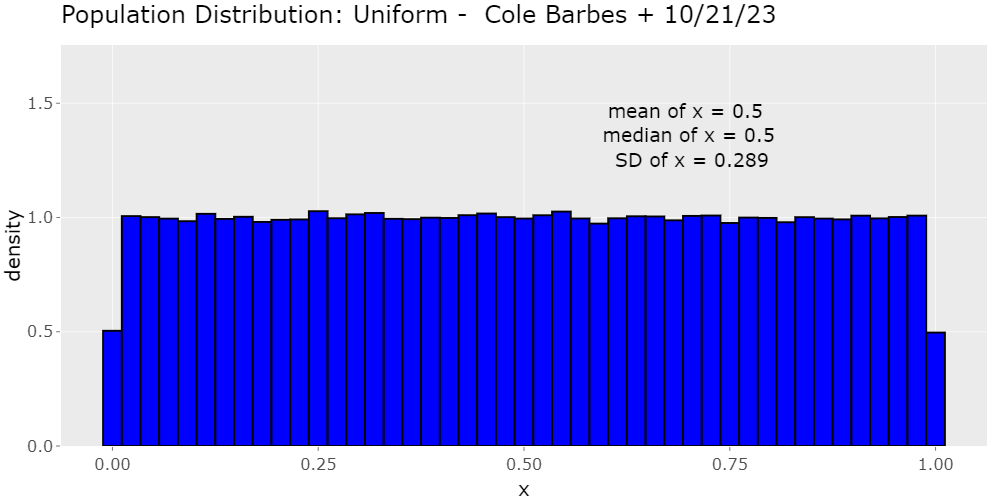 Population Distribution: Uniform -  Cole Barbes + 10/21/23
mean of x = 0.5
median of x = 0.5
SD of x = 0.289
density
1.5
1.0
0.5
0.0
0.00 0.25 0.50 0.75 1.00
x